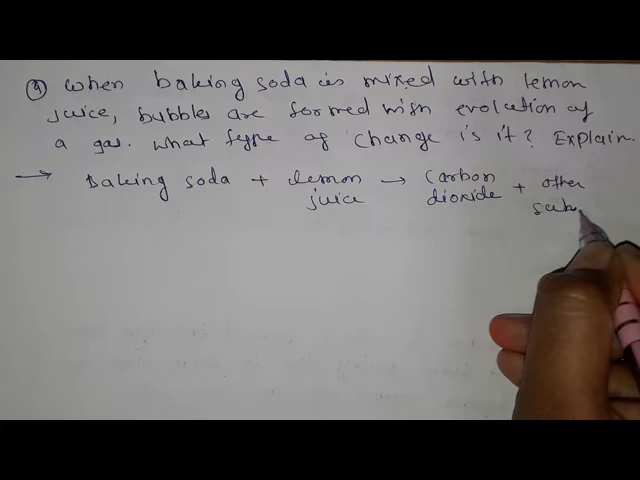 9 When baking soda is mixed with lemon
juice, bubbles are formed with evolution of
a gas. What type of change is it? Explain.
→ Baking soda + lemon juice → Carbon dioxide + other